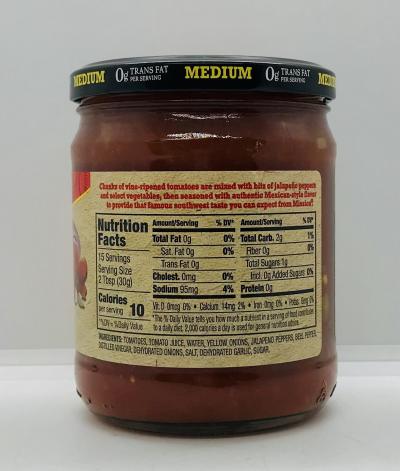 MEDIUM 0g TRANS FAT PER SERVING MEDIUM 0g TRANS FAT PER SERVING MEDIUM
Chunks of vine-ripened tomatoes are mixed with bits of jalapeño peppers
and select vegetables, then seasoned with authentic Mexican-style flavor
to provide that famous southwest taste you can expect from Mission!
Nutrition
Facts
15 Servings
Serving Size
2 Tbsp (30g)
Calories
per serving 10
*%DV = %Daily Value
Amount/Serving % DV*
Total Fat 0g 0%
Sat. Fat 0g 0%
Trans Fat 0g
Cholest. 0mg 0%
Sodium 95mg 4%
Amount/Serving % DV*
Total Carb. 2g 1%
Fiber 0g 0%
Total Sugars 1g
Incl. 0g Added Sugars 0%
Protein 0g
Vit. D 0mcg 0% • Calcium 14mg 2% • Iron 0mg 0% • Potas. 6mg 0%
*The % Daily Value tells you how much a nutrient in a serving of food contributes
to a daily diet. 2,000 calories a day is used for general nutrition advice.
INGREDIENTS: TOMATOES, TOMATO JUICE, WATER, YELLOW ONIONS, JALAPENO PEPPERS, BELL PEPPER,
DISTILLED VINEGAR, DEHYDRATED ONIONS, SALT, DEHYDRATED GARLIC, SUGAR.